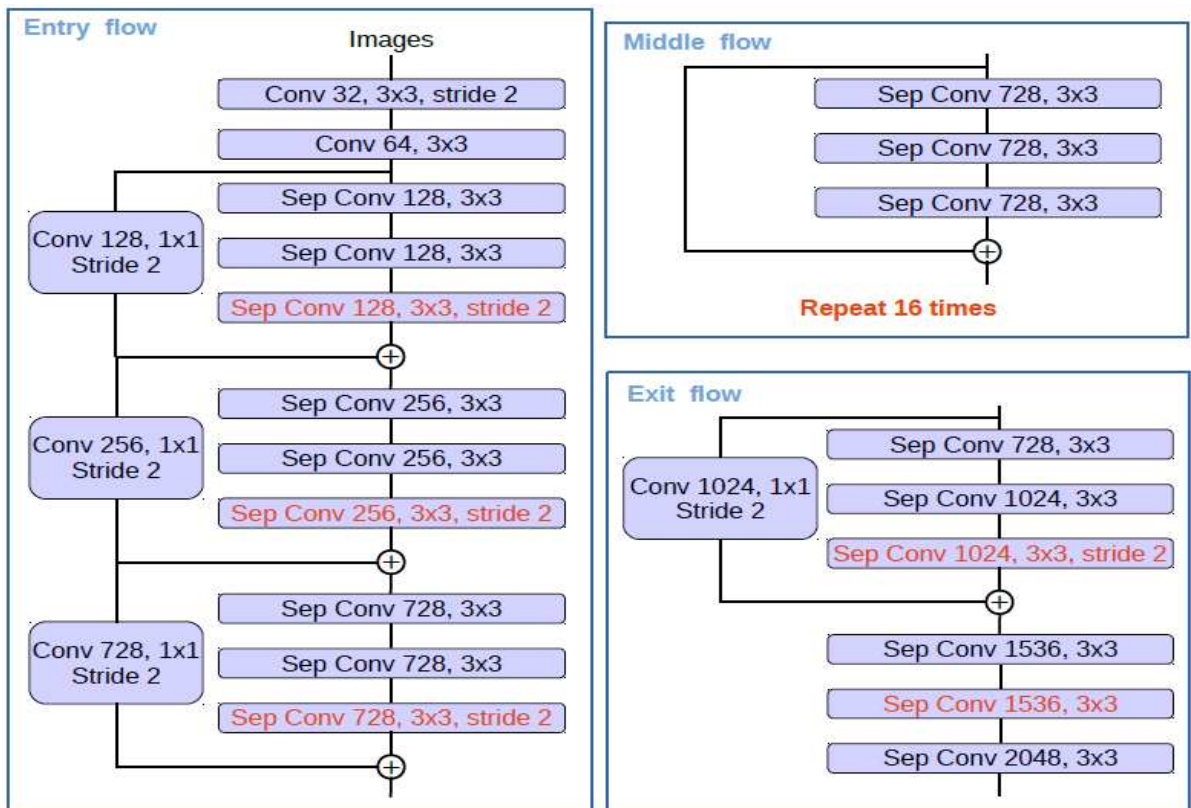 Entry flow
Images
Conv 32, 3x3, stride 2
Conv 64, 3x3
Sep Conv 128, 3x3
Conv 128, 1x1
Stride 2
Sep Conv 128, 3x3
Sep Conv 128, 3x3, stride 2
Sep Conv 256, 3x3
Conv 256, 1x1
Stride 2
Sep Conv 256, 3x3
Sep Conv 256, 3x3, stride 2
Sep Conv 728, 3x3
Conv 728, 1x1
Stride 2
Sep Conv 728, 3x3
Sep Conv 728, 3x3, stride 2
Middle flow
Sep Conv 728, 3x3
Sep Conv 728, 3x3
Sep Conv 728, 3x3
Repeat 16 times
Exit flow
Sep Conv 728, 3x3
Conv 1024, 1x1
Stride 2
Sep Conv 1024, 3x3
Sep Conv 1024, 3x3, stride 2
Sep Conv 1536, 3x3
Sep Conv 1536, 3x3
Sep Conv 2048, 3x3